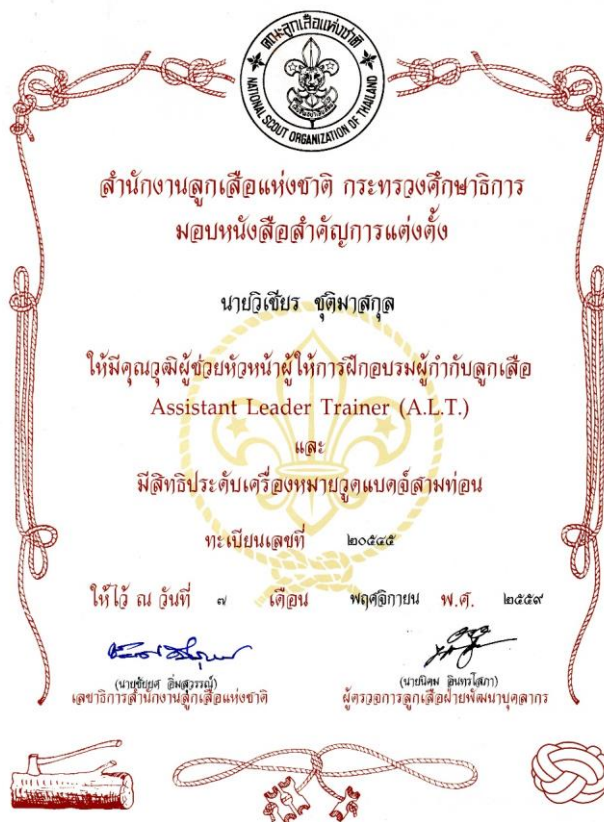 คณะลูกเสือแห่งชาติ
NATIONAL SCOUT ORGANIZATION OF THAILAND
สำนักงานลูกเสือแห่งชาติ กระทรวงศึกษาธิการ
มอบหนังสือสำคัญการแต่งตั้ง
นายวิเชียร ชุติมาสกุล
ให้มีคุณวุฒิผู้ช่วยหัวหน้าผู้ให้การฝึกอบรมผู้กำกับลูกเสือ
Assistant Leader Trainer (A.L.T.)
และ
มีสิทธิประดับเครื่องหมายวูดแบดจ์สามท่อน
ทะเบียนเลขที่ ๒๐๕๔๕
ให้ไว้ ณ วันที่ ๗ เดือน พฤศจิกายน พ.ศ. ๒๕๕๙
(นายชัยยศ อิ่มสุวรรณ์) (นายนิคม อินทรโสภา)
เลขาธิการสำนักงานลูกเสือแห่งชาติ ผู้ตรวจการลูกเสือฝ่ายพัฒนาบุคลากร